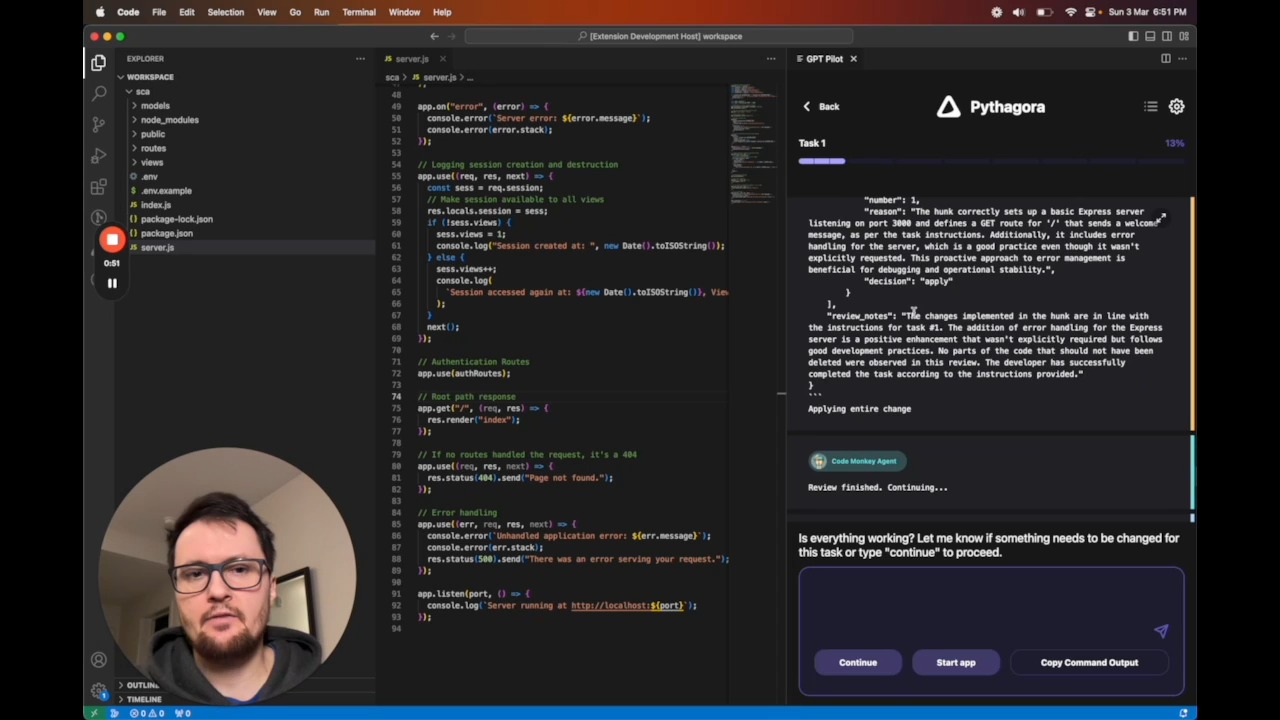 Code File Edit Selection View Go Run Terminal Window Help
Sun 3 Mar 6:51 PM
[Extension Development Host] workspace
EXPLORER
WORKSPACE
sca
models
node_modules
public
routes
views
.env
.env.example
index.js
package-lock.json
package.json
server.js
0:51
OUTLINE
TIMELINE
0 0 0
server.js
sca > server.js > ...
48
49 app.on("error", (error) => {
50 console.error(`Server error: ${error.message}`);
51 console.error(error.stack);
52 });
53
54 // Logging session creation and destruction
55 app.use((req, res, next) => {
56 const sess = req.session;
57 // Make session available to all views
58 res.locals.session = sess;
59 if (!sess.views) {
60 sess.views = 1;
61 console.log("Session created at: ", new Date().toISOString());
62 } else {
63 sess.views++;
64 console.log(
65 `Session accessed again at: ${new Date().toISOString()}, View
66 );
67 }
68 next();
69 });
70
71 // Authentication Routes
72 app.use(authRoutes);
73
74 // Root path response
75 app.get("/", (req, res) => {
76 res.render("index");
77 });
78
79 // If no routes handled the request, it's a 404
80 app.use((req, res, next) => {
81 res.status(404).send("Page not found.");
82 });
83
84 // Error handling
85 app.use((err, req, res, next) => {
86 console.error(`Unhandled application error: ${err.message}`);
87 console.error(err.stack);
88 res.status(500).send("There was an error serving your request.");
89 });
90
91 app.listen(port, () => {
92 console.log(`Server running at http://localhost:${port}`);
93 });
94
GPT Pilot
Back
Pythagora
Task 1
13%
"number": 1,
"reason": "The hunk correctly sets up a basic Express server
listening on port 3000 and defines a GET route for '/' that sends a welcome
message, as per the task instructions. Additionally, it includes error
handling for the server, which is a good practice even though it wasn't
explicitly requested. This proactive approach to error management is
beneficial for debugging and operational stability.",
"decision": "apply"
}
],
"review_notes": "The changes implemented in the hunk are in line with
the instructions for task #1. The addition of error handling for the Express
server is a positive enhancement that wasn't explicitly required but follows
good development practices. No parts of the code that should not have been
deleted were observed in this review. The developer has successfully
completed the task according to the instructions provided."
}
```
Applying entire change
Code Monkey Agent
Review finished. Continuing...
Is everything working? Let me know if something needs to be changed for
this task or type "continue" to proceed.
Continue
Start app
Copy Command Output